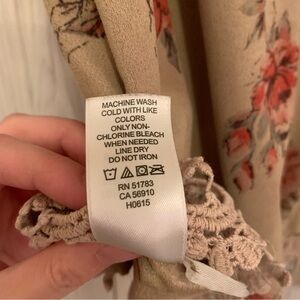 MACHINE WASH
COLD WITH LIKE
COLORS
ONLY NON-
CHLORINE BLEACH
WHEN NEEDED
LINE DRY
DO NOT IRON
RN 51783
CA 56910
H0615